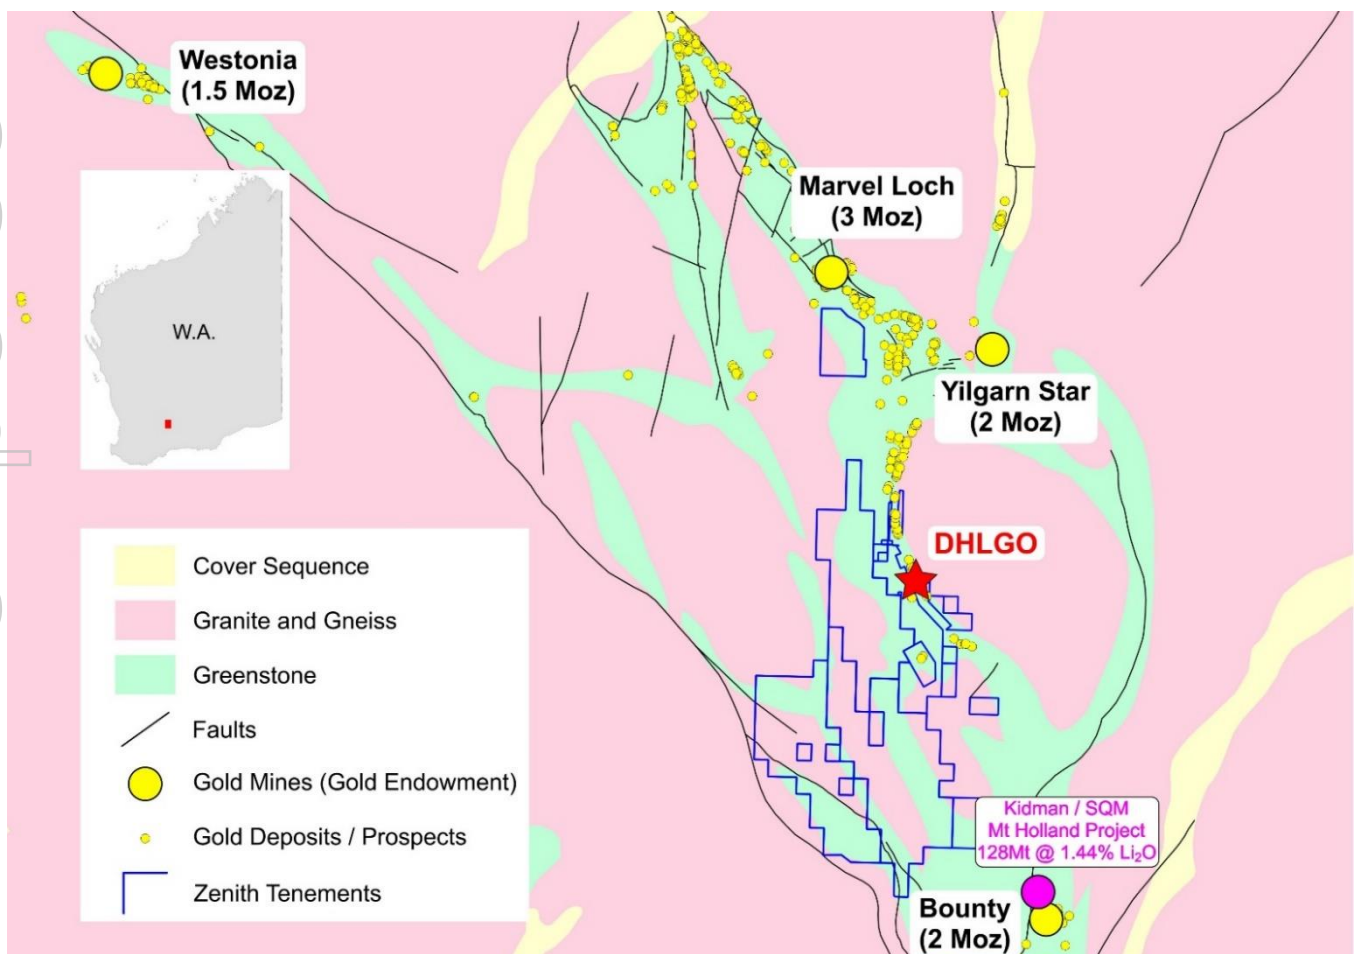 Westonia
(1.5 Moz)
Marvel Loch
(3 Moz)
W.A.
Yilgarn Star
(2 Moz)
DHLGO
Cover Sequence
Granite and Gneiss
Greenstone
Faults
Gold Mines (Gold Endowment)
Gold Deposits / Prospects
Zenith Tenements
Kidman / SQM
Mt Holland Project
128Mt @ 1.44% Li₂O
Bounty
(2 Moz)